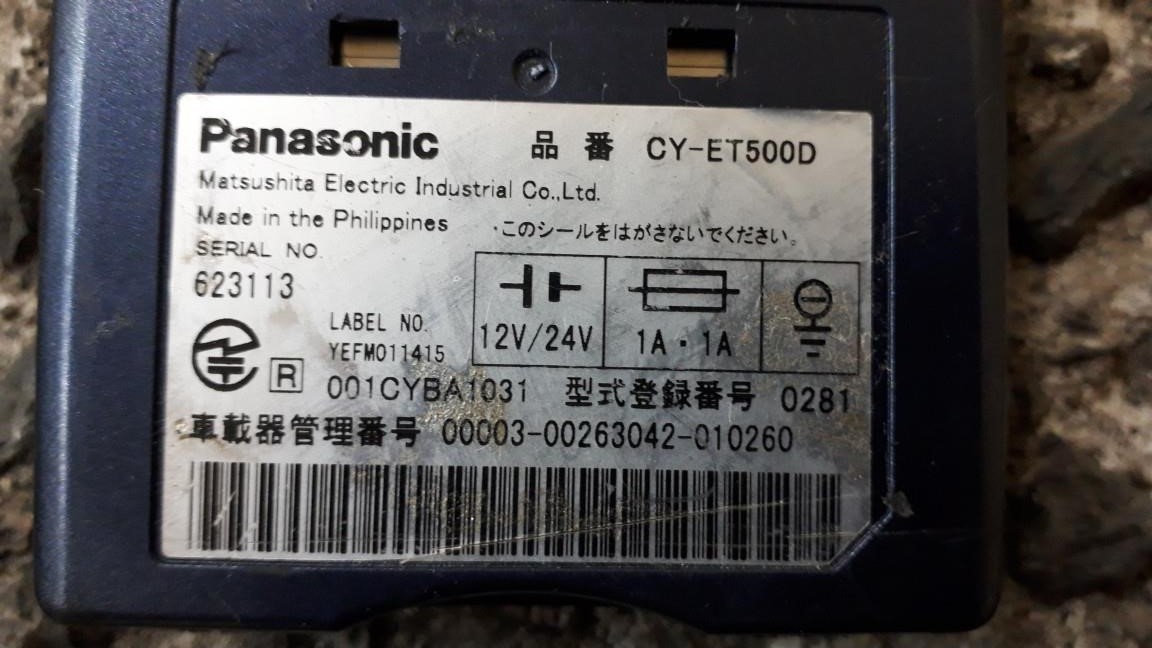 Panasonic 品番 CY-ET500D
Matsushita Electric Industrial Co.,Ltd.
Made in the Philippines
・このシールをはがさないでください。
SERIAL NO.
623113
12V/24V 1A・1A
LABEL NO.
YEFM011415
R 001CYBA1031 型式登録番号 0281
車載器管理番号 00003-00263042-010260